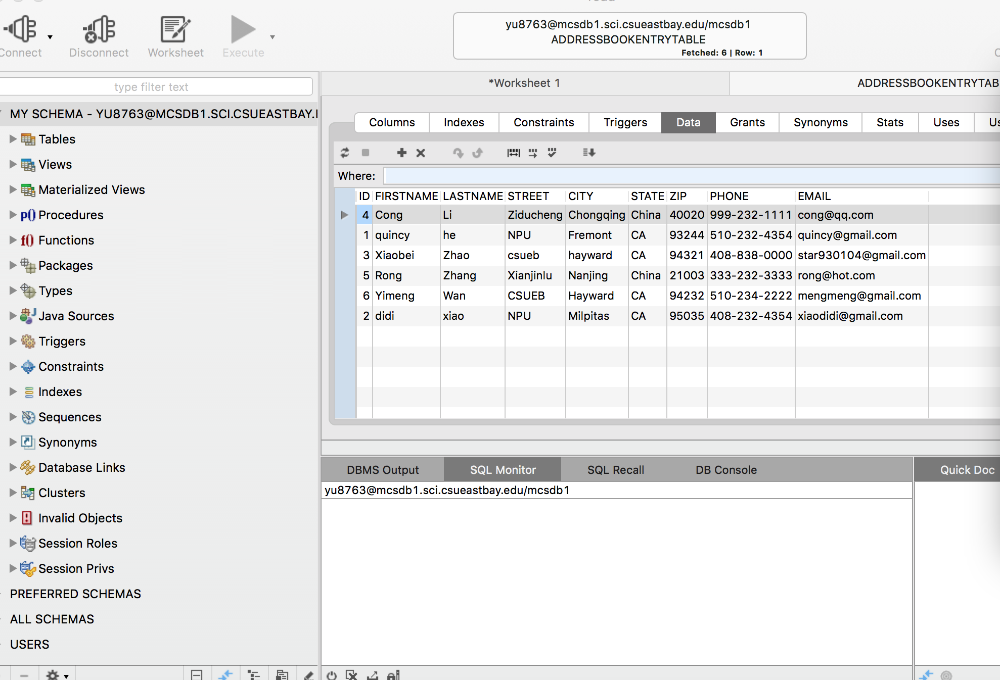 yu8763@mcsdb1.sci.csueastbay.edu/mcsdb1
ADDRESSBOOKENTRYTABLE
Fetched: 6 | Row: 1
Connect Disconnect Worksheet Execute
type filter text
*Worksheet 1 ADDRESSBOOKENTRYTAB
MY SCHEMA - YU8763@MCSDB1.SCI.CSUEASTBAY.
Tables
Views
Materialized Views
p() Procedures
f() Functions
Packages
Types
Java Sources
Triggers
Constraints
Indexes
Sequences
Synonyms
Database Links
Clusters
Invalid Objects
Session Roles
Session Privs
PREFERRED SCHEMAS
ALL SCHEMAS
USERS
Columns Indexes Constraints Triggers Data Grants Synonyms Stats Uses Us
Where:
ID FIRSTNAME LASTNAME STREET CITY STATE ZIP PHONE EMAIL
4 Cong Li Ziducheng Chongqing China 40020 999-232-1111 cong@qq.com
1 quincy he NPU Fremont CA 93244 510-232-4354 quincy@gmail.com
3 Xiaobei Zhao csueb hayward CA 94321 408-838-0000 star930104@gmail.com
5 Rong Zhang Xianjinlu Nanjing China 21003 333-232-3333 rong@hot.com
6 Yimeng Wan CSUEB Hayward CA 94232 510-234-2222 mengmeng@gmail.com
2 didi xiao NPU Milpitas CA 95035 408-232-4354 xiaodidi@gmail.com
DBMS Output SQL Monitor SQL Recall DB Console Quick Doc
yu8763@mcsdb1.sci.csueastbay.edu/mcsdb1